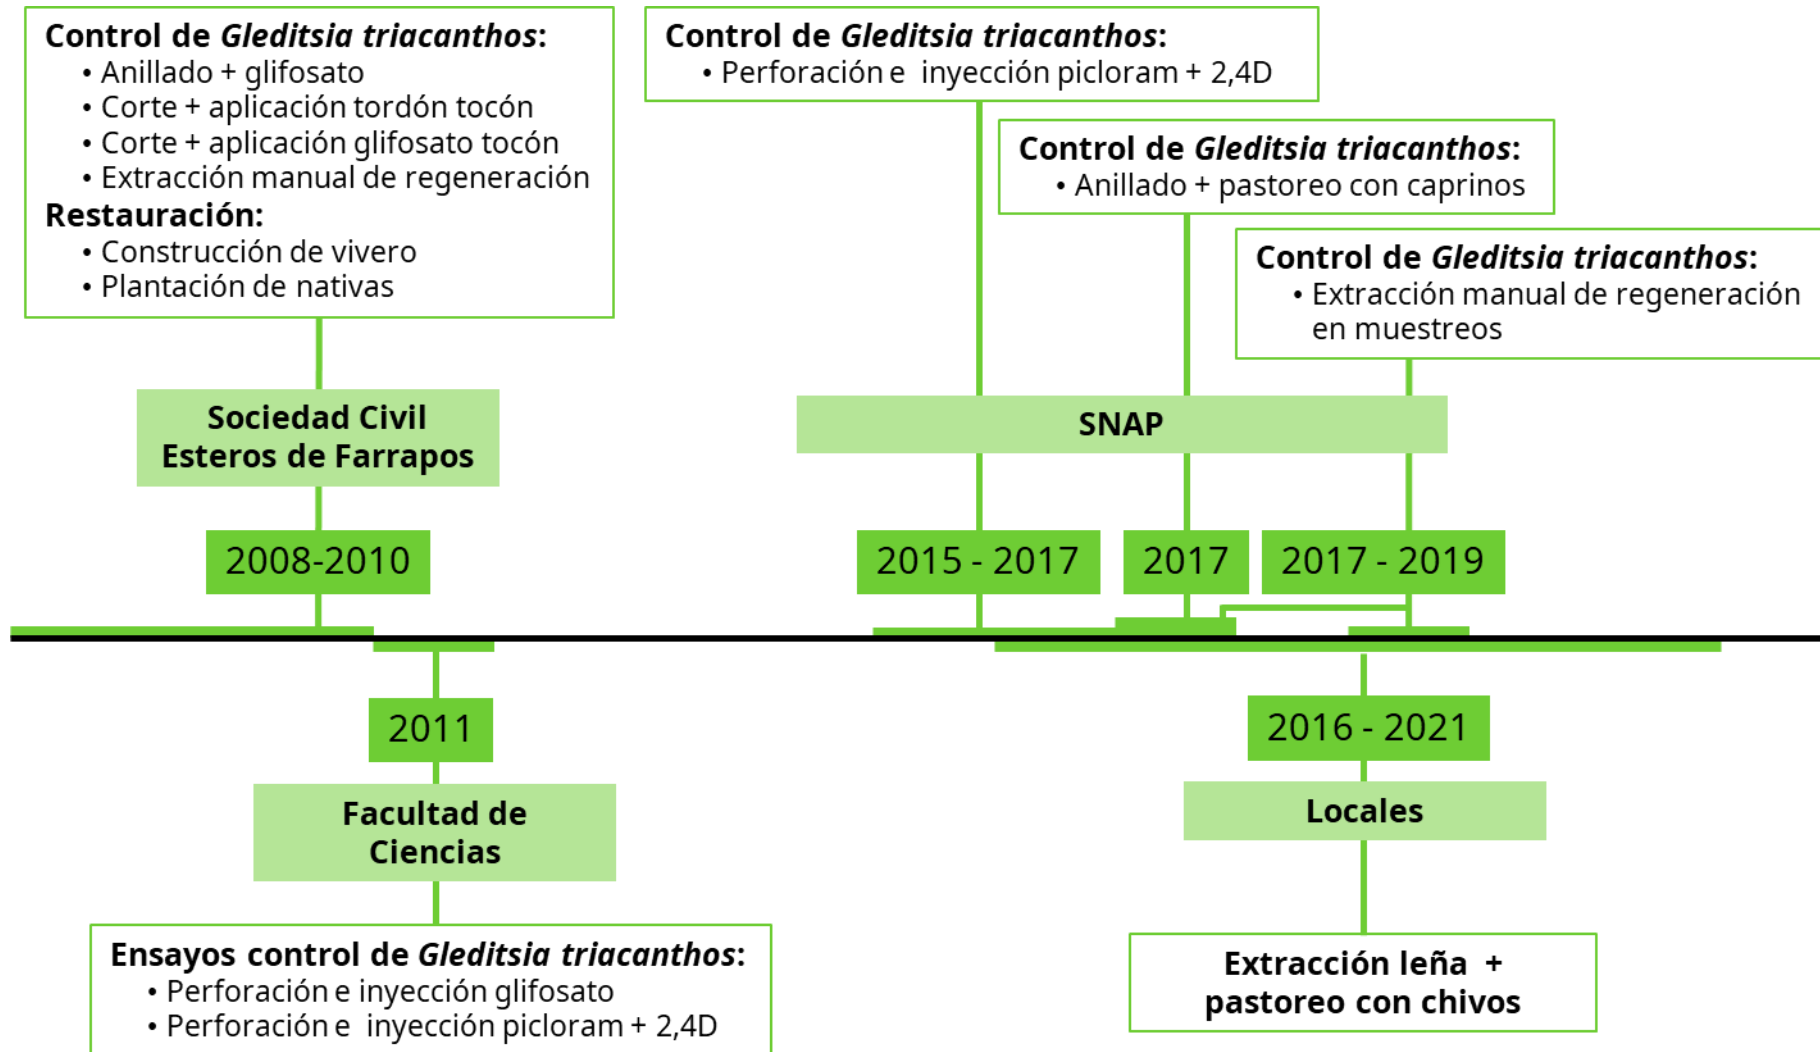 Control de Gleditsia triacanthos:
• Anillado + glifosato
• Corte + aplicación tordón tocón
• Corte + aplicación glifosato tocón
• Extracción manual de regeneración
Restauración:
• Construcción de vivero
• Plantación de nativas
Control de Gleditsia triacanthos:
• Perforación e inyección picloram + 2,4D
Control de Gleditsia triacanthos:
• Anillado + pastoreo con caprinos
Control de Gleditsia triacanthos:
• Extracción manual de regeneración
en muestreos
Sociedad Civil
Esteros de Farrapos
SNAP
2008-2010
2015 - 2017
2017
2017 - 2019
2011
2016 - 2021
Facultad de
Ciencias
Locales
Ensayos control de Gleditsia triacanthos:
• Perforación e inyección glifosato
• Perforación e inyección picloram + 2,4D
Extracción leña +
pastoreo con chivos